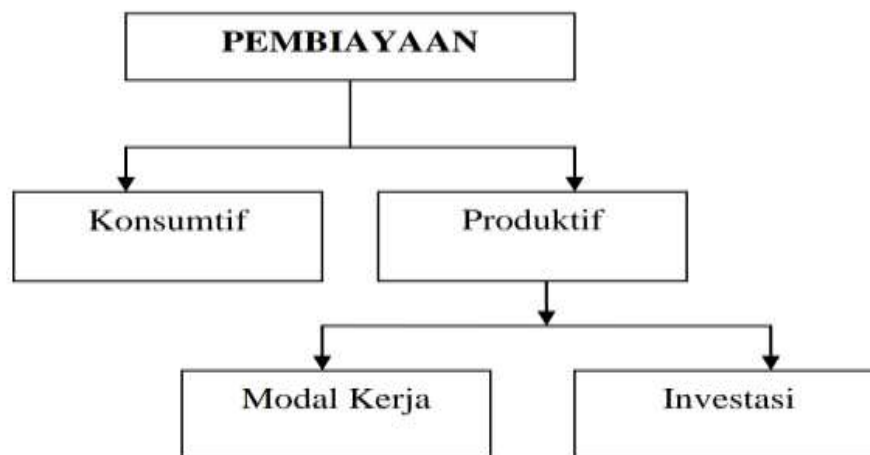 PEMBIAYAAN
Konsumtif
Produktif
Modal Kerja
Investasi